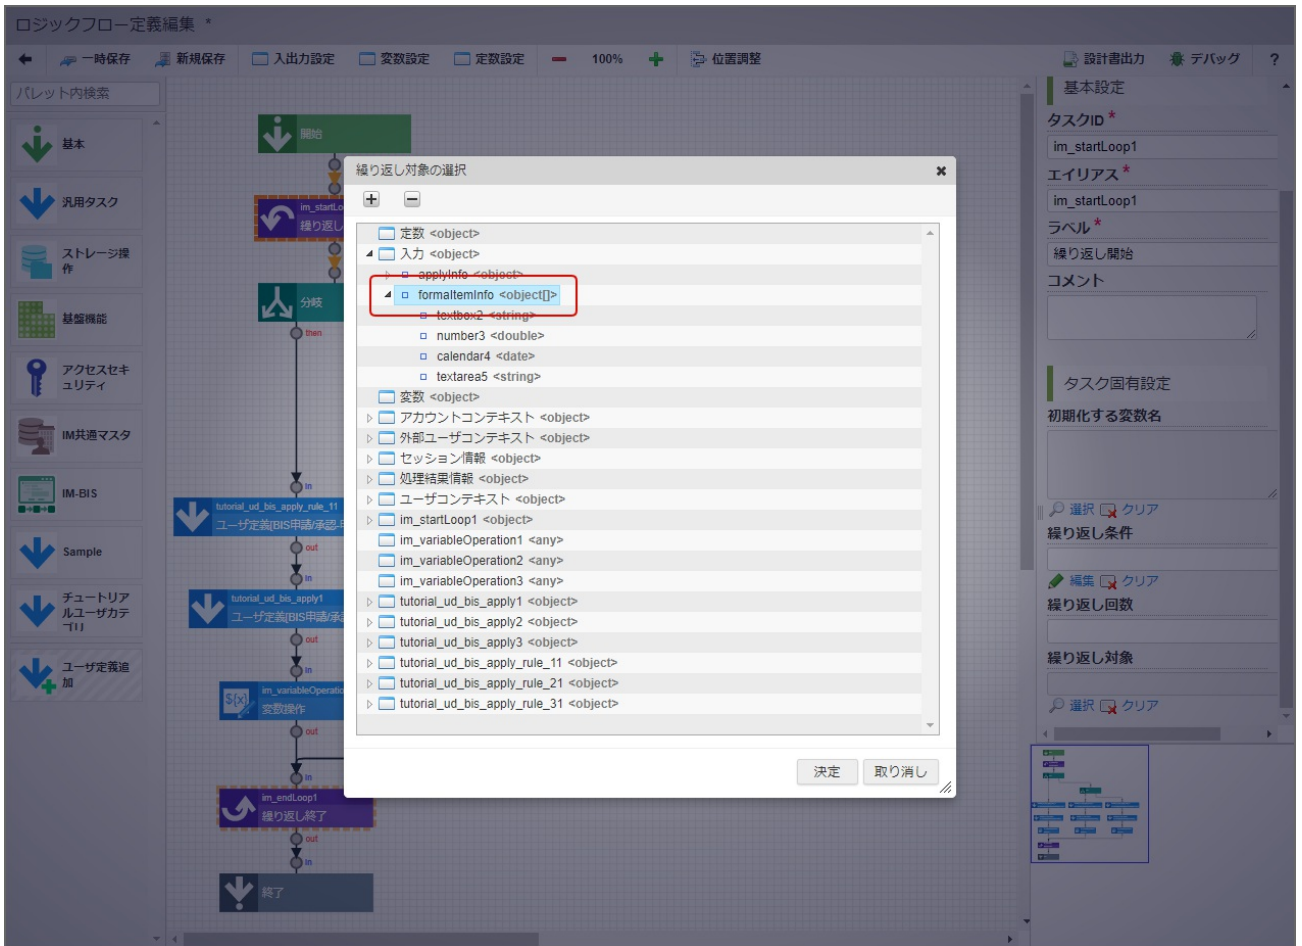 ロジックフロー定義編集 *
一時保存 新規保存 入出力設定 変数設定 定数設定 100% 位置調整 設計書出力 デバッグ ?
パレット内検索
基本
汎用タスク
ストレージ操
作
基盤機能
アクセスセキ
ュリティ
IM共通マスタ
IM-BIS
Sample
チュートリア
ルユーザカテ
ゴリ
ユーザ定義追
加
開始
im_startLo
繰り返し
分岐
then
in
tutorial_ud_bis_apply_rule_11
ユーザ定義[BIS申請/承認-
out
in
tutorial_ud_bis_apply1
ユーザ定義[BIS申請/承
out
in
im_variableOperatio
変数操作
out
in
im_endLoop1
繰り返し終了
out
in
終了
繰り返し対象の選択
定数 <object>
入力 <object>
applyInfo <object>
formaItemInfo <object[]>
textbox2 <string>
number3 <double>
calendar4 <date>
textarea5 <string>
変数 <object>
アカウントコンテキスト <object>
外部ユーザコンテキスト <object>
セッション情報 <object>
処理結果情報 <object>
ユーザコンテキスト <object>
im_startLoop1 <object>
im_variableOperation1 <any>
im_variableOperation2 <any>
im_variableOperation3 <any>
tutorial_ud_bis_apply1 <object>
tutorial_ud_bis_apply2 <object>
tutorial_ud_bis_apply3 <object>
tutorial_ud_bis_apply_rule_11 <object>
tutorial_ud_bis_apply_rule_21 <object>
tutorial_ud_bis_apply_rule_31 <object>
決定 取り消し
基本設定
タスクID *
im_startLoop1
エイリアス *
im_startLoop1
ラベル *
繰り返し開始
コメント
タスク固有設定
初期化する変数名
選択 クリア
繰り返し条件
編集 クリア
繰り返し回数
繰り返し対象
選択 クリア